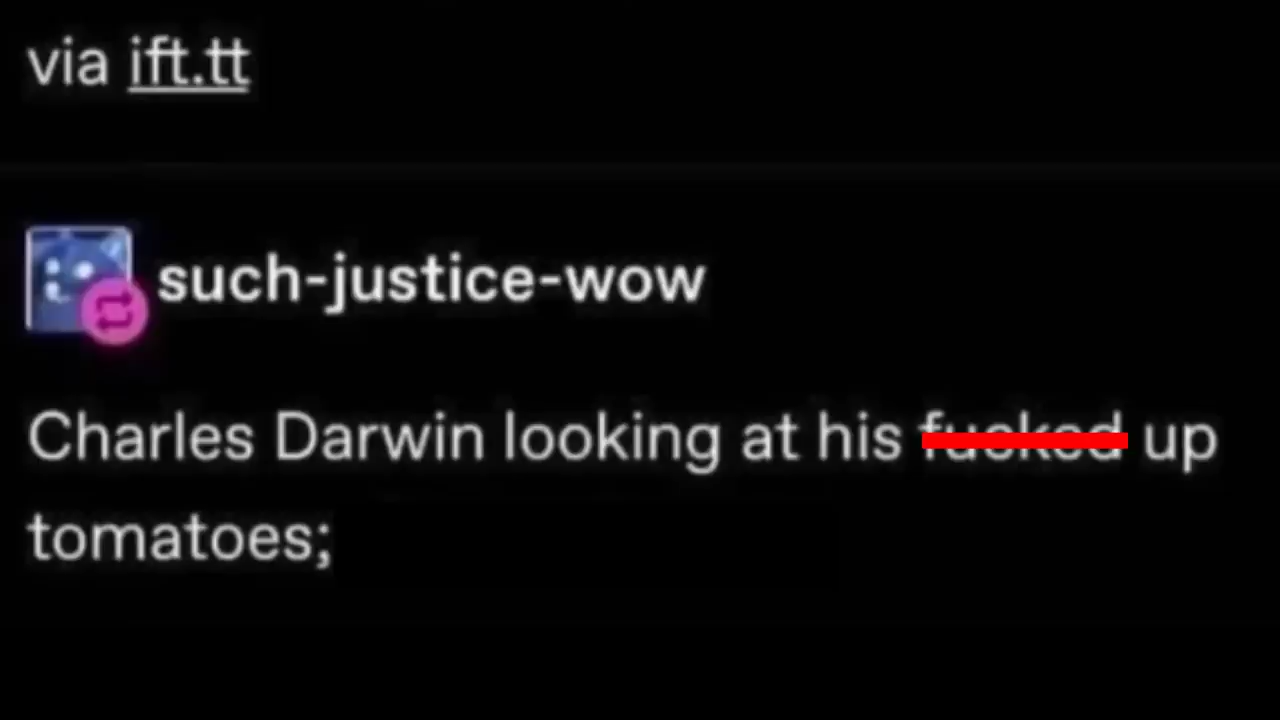 via ift.tt
such-justice-wow
Charles Darwin looking at his fucked up
tomatoes;